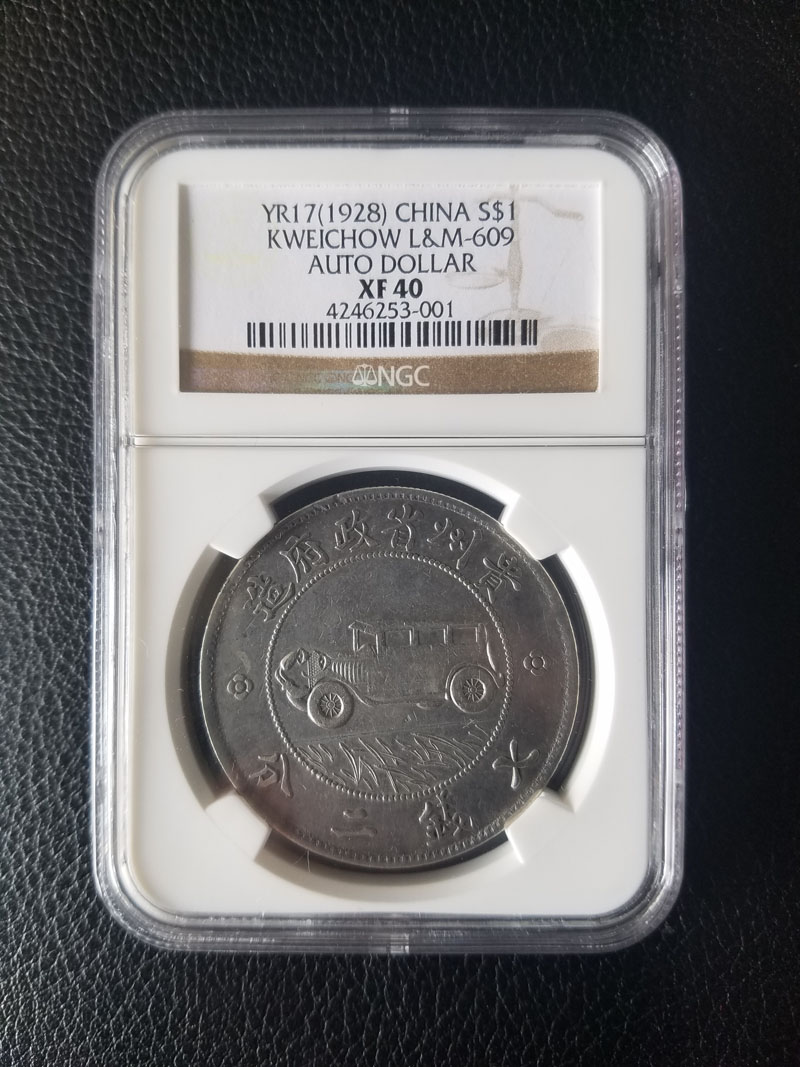 YR17(1928) CHINA S$1
KWEICHOW L&M-609
AUTO DOLLAR
XF 40
4246253-001
NGC
貴州省政府造
七錢二分